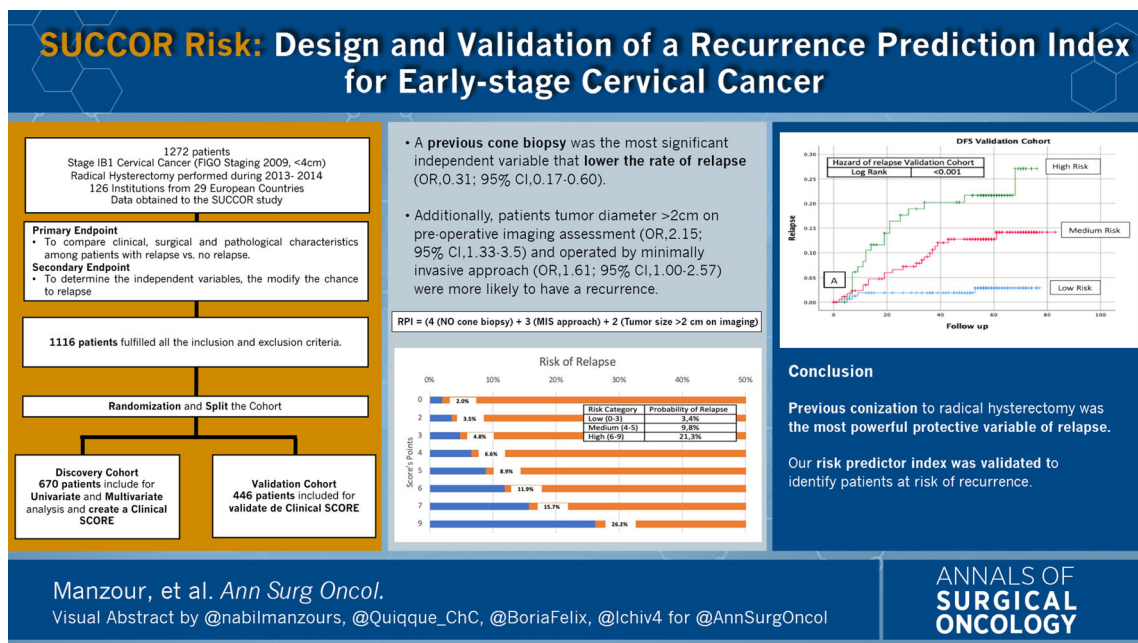 SUCCOR Risk: Design and Validation of a Recurrence Prediction Index
for Early-stage Cervical Cancer
1272 patients
Stage IB1 Cervical Cancer (FIGO Staging 2009, <4cm)
Radical Hysterectomy performed during 2013- 2014
126 Institutions from 29 European Countries
Data obtained to the SUCCOR study
Primary Endpoint
• To compare clinical, surgical and pathological characteristics
among patients with relapse vs. no relapse.
Secondary Endpoint
• To determine the independent variables, the modify the chance
to relapse
1116 patients fulfilled all the inclusion and exclusion criteria.
Randomization and Split the Cohort
Discovery Cohort
670 patients include for
Univariate and Multivariate
analysis and create a Clinical
SCORE
Validation Cohort
446 patients included for
validate de Clinical SCORE
• A previous cone biopsy was the most significant
independent variable that lower the rate of relapse
(OR,0.31; 95% CI,0.17-0.60).
• Additionally, patients tumor diameter >2cm on
pre-operative imaging assessment (OR,2.15;
95% CI,1.33-3.5) and operated by minimally
invasive approach (OR,1.61; 95% CI,1.00-2.57)
were more likely to have a recurrence.
RPI = (4 (NO cone biopsy) + 3 (MIS approach) + 2 (Tumor size >2 cm on imaging)
Risk of Relapse
0% 10% 20% 30% 40% 50%
Score's Points
0 2.0%
2 3.5%
3 4.8%
4 6.6%
5 8.9%
6 11.9%
7 15.7%
9 26.2%
Risk Category Probability of Relapse
Low (0-3) 3,4%
Medium (4-5) 9,8%
High (6-9) 21,3%
DFS Validation Cohort
Hazard of relapse Validation Cohort
Log Rank <0.001
High Risk
Medium Risk
Low Risk
A
Relapse
0.30
0.25
0.20
0.15
0.10
0.05
0.00
0 20 40 60 80 100
Follow up
Conclusion
Previous conization to radical hysterectomy was
the most powerful protective variable of relapse.
Our risk predictor index was validated to
identify patients at risk of recurrence.
Manzour, et al. Ann Surg Oncol.
Visual Abstract by @nabilmanzours, @Quiqque_ChC, @BoriaFelix, @lchiv4 for @AnnSurgOncol
ANNALS OF
SURGICAL
ONCOLOGY